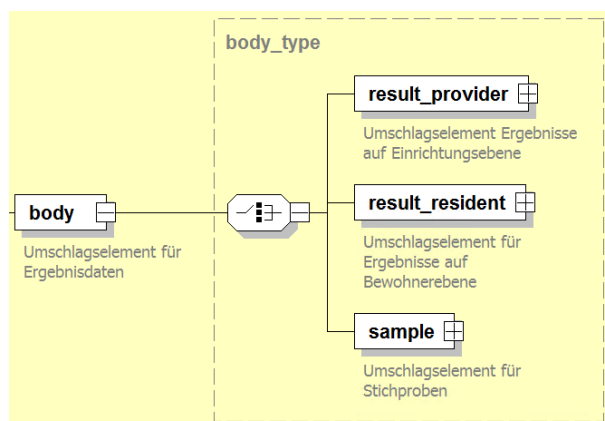 body_type
result_provider
Umschlagselement Ergebnisse
auf Einrichtungsebene
body
Umschlagselement für
Ergebnisdaten
result_resident
Umschlagselement für
Ergebnisse auf
Bewohnerebene
sample
Umschlagselement für
Stichproben